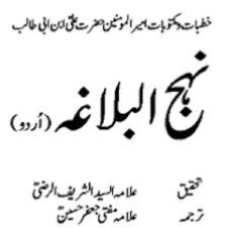 خطبات و مکتوبات امیر المومنین حضرت علی ابن ابی طالب
نہج البلاغہ (اُردو)
تحقیق علامہ السید الشریف الرضیؒ
ترجمہ علامہ مفتی جعفر حسینؒ